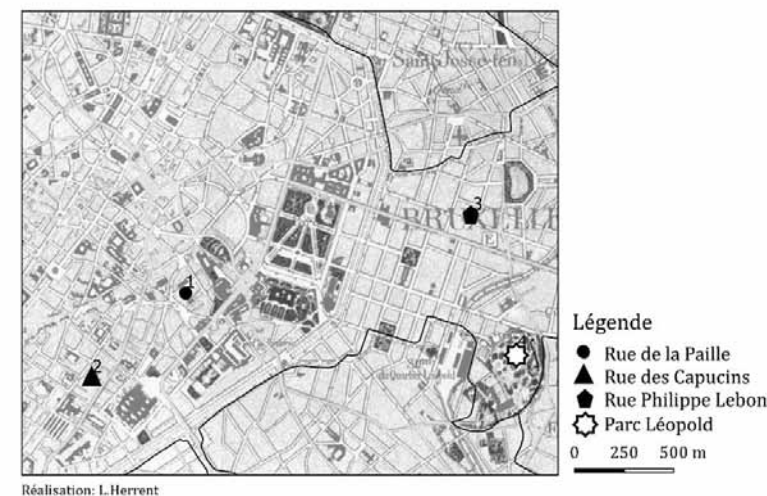 Saint-Josse-ten-N
3
BRUXELLE
1
2
4
Légende
Rue de la Paille
Rue des Capucins
Rue Philippe Lebon
Parc Léopold
0 250 500 m
Réalisation: L.Herrent